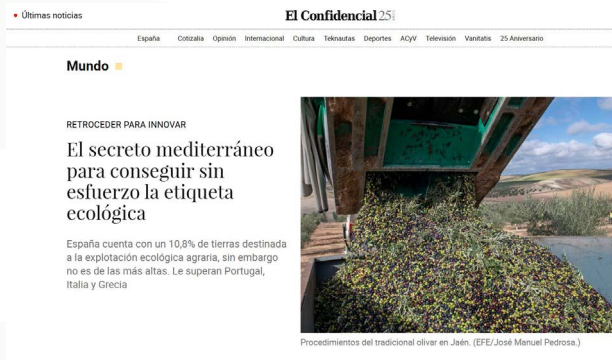 Últimas noticias
El Confidencial 25
España Cotizalia Opinión Internacional Cultura Teknautas Deportes ACyV Televisión Vanitatis 25 Aniversario
Mundo
RETROCEDER PARA INNOVAR
El secreto mediterráneo
para conseguir sin
esfuerzo la etiqueta
ecológica
España cuenta con un 10,8% de tierras destinada
a la explotación ecológica agraria, sin embargo
no es de las más altas. Le superan Portugal,
Italia y Grecia
Procedimientos del tradicional olivar en Jaén. (EFE/José Manuel Pedrosa.)